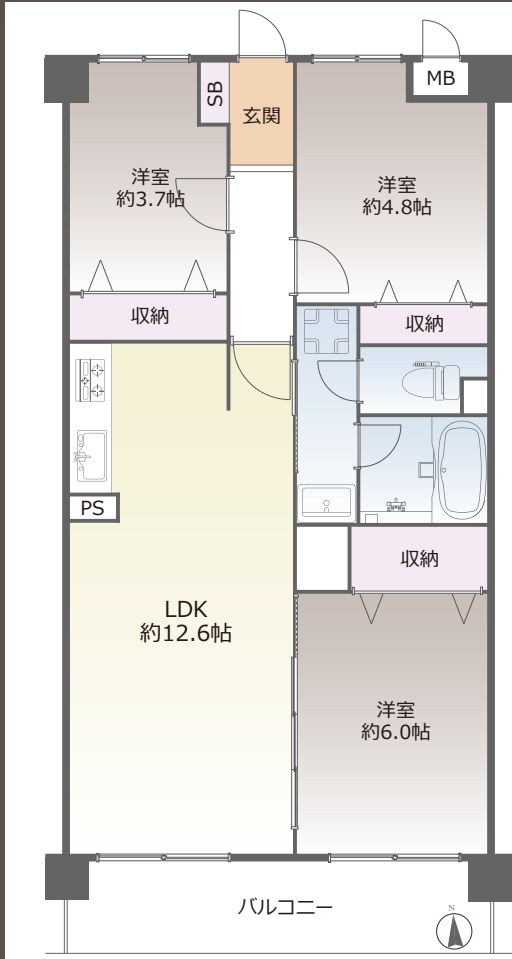 MB
SB
玄関
洋室
約3.7帖
洋室
約4.8帖
収納
収納
PS
収納
LDK
約12.6帖
洋室
約6.0帖
バルコニー
N